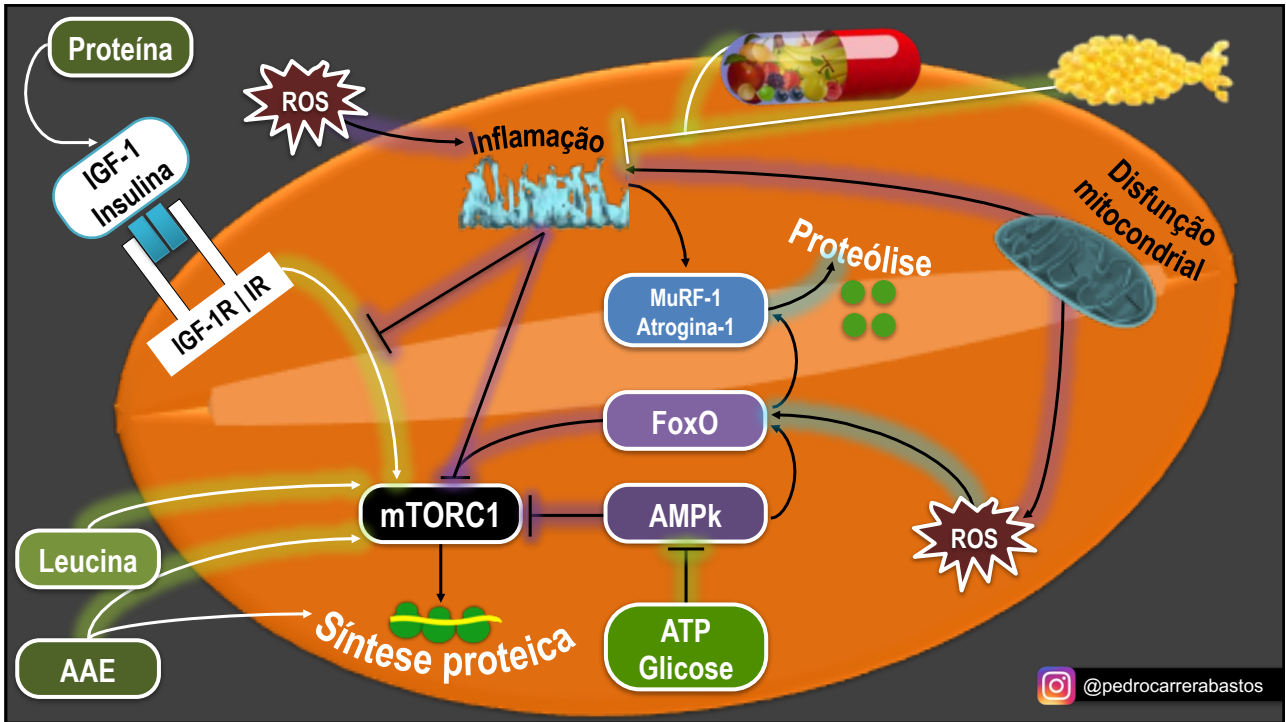 Proteína
ROS
Inflamação
IGF-1
Insulina
IGF-1R | IR
Disfunção
mitocondrial
Proteólise
MuRF-1
Atrogina-1
FoxO
mTORC1
AMPk
ROS
Leucina
AAE
Síntese proteica
ATP
Glicose
@pedrocarrerabastos